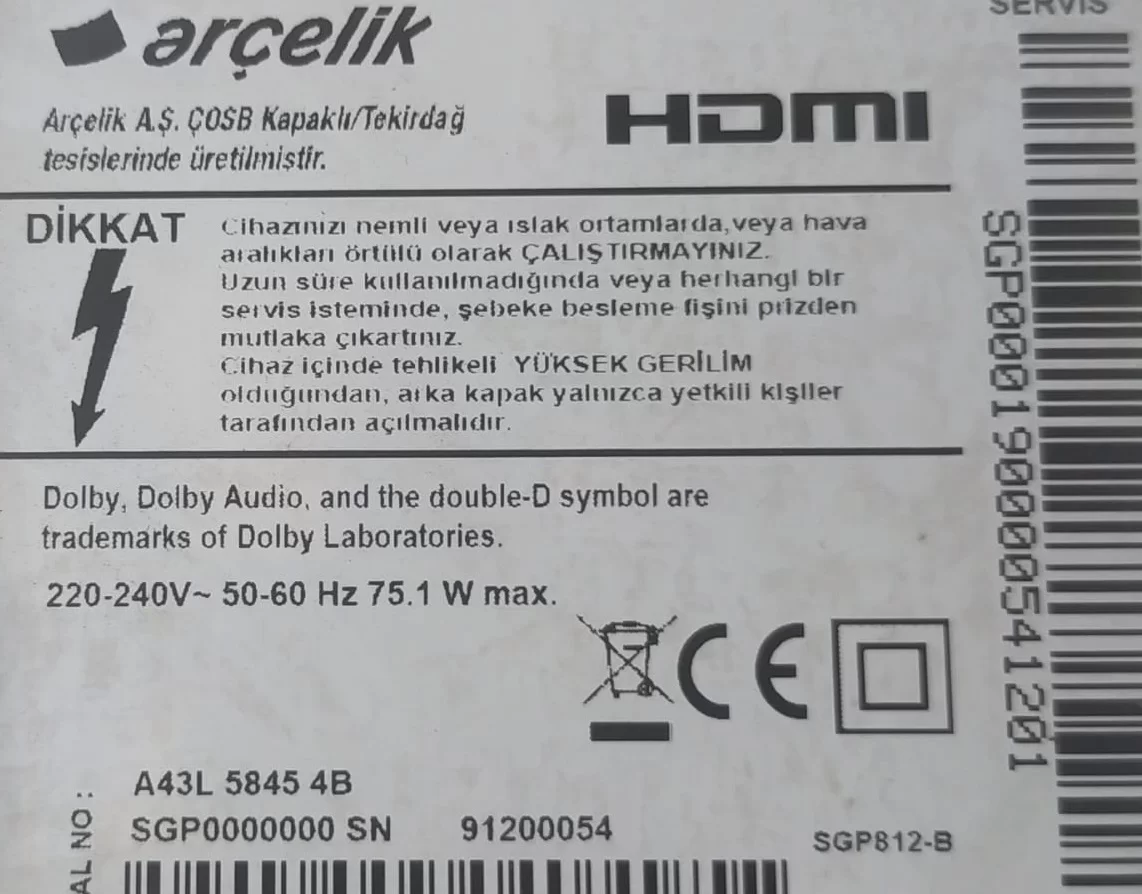 SERVİS
arçelik
HDMI
Arçelik A.Ş. ÇOSB Kapaklı/Tekirdağ
tesislerinde üretilmiştir.
DİKKAT
Cihazınızı nemli veya ıslak ortamlarda,veya hava
aralıkları örtülü olarak ÇALIŞTIRMAYINIZ.
Uzun süre kullanılmadığında veya herhangi bir
servis isteminde, şebeke besleme fişini prizden
mutlaka çıkartınız.
Cihaz içinde tehlikeli YÜKSEK GERİLİM
olduğundan, arka kapak yalnızca yetkili kişiler
tarafından açılmalıdır.
Dolby, Dolby Audio, and the double-D symbol are
trademarks of Dolby Laboratories.
220-240V~ 50-60 Hz 75.1 W max.
CE
A43L 5845 4B
SGP0000000 SN 91200054
SGP812-B
AL NO :
SGP0001900000541201